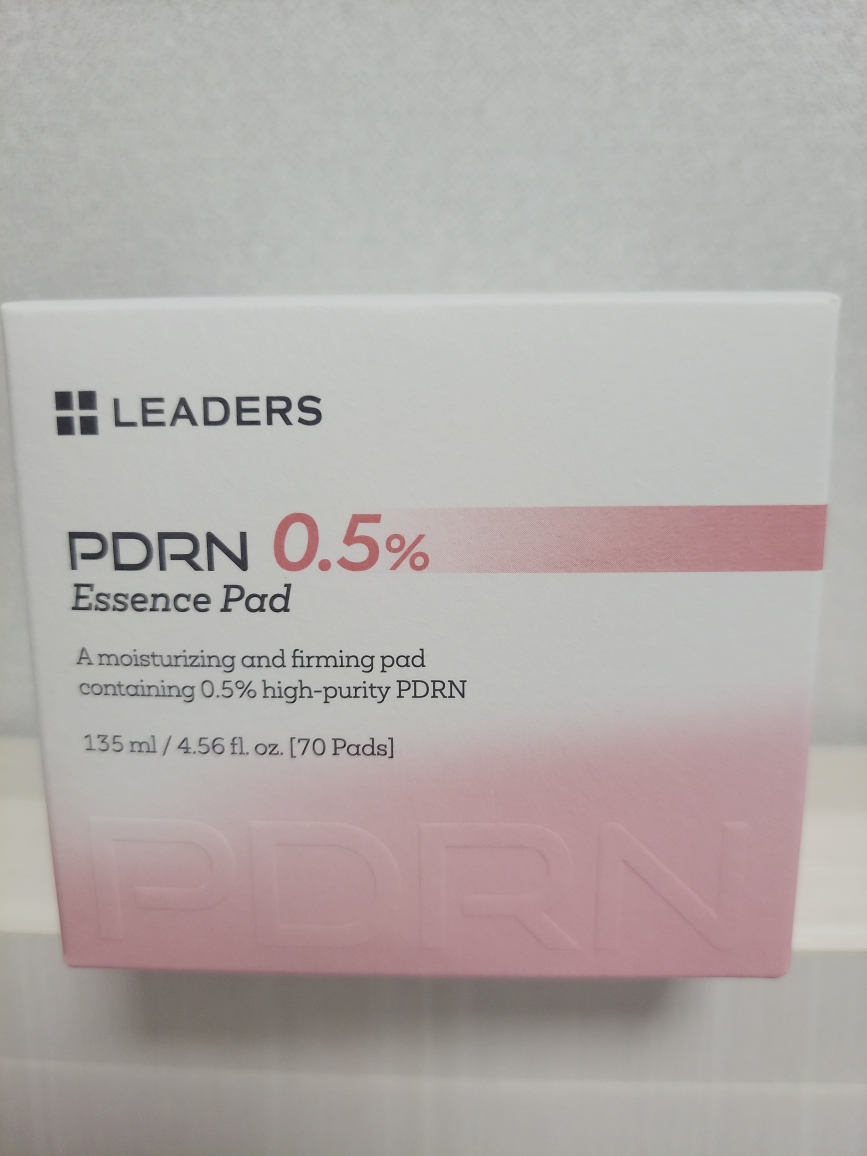 LEADERS
PDRN 0.5%
Essence Pad
A moisturizing and firming pad
containing 0.5% high-purity PDRN
135 ml / 4.56 fl. oz. [70 Pads]
PDRN